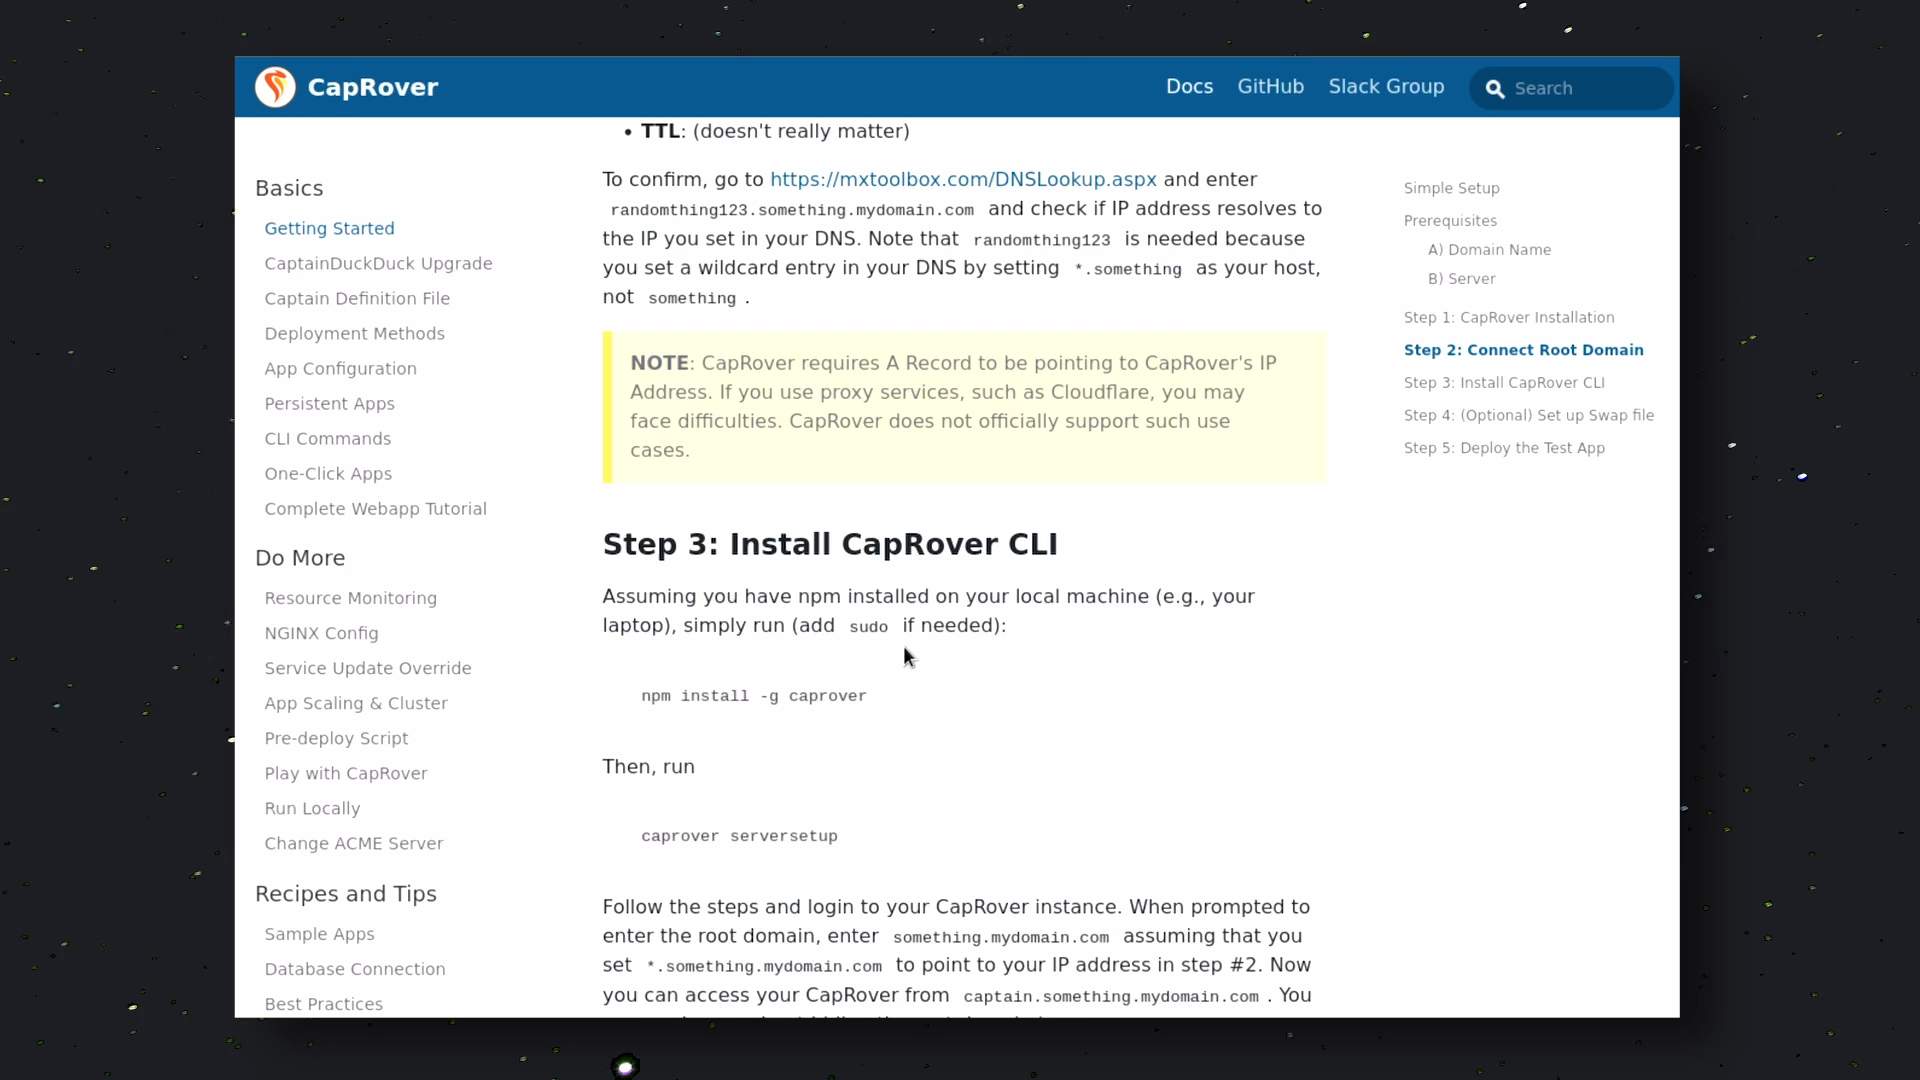 CapRover
Docs
GitHub
Slack Group
Search
Basics
Getting Started
CaptainDuckDuck Upgrade
Captain Definition File
Deployment Methods
App Configuration
Persistent Apps
CLI Commands
One-Click Apps
Complete Webapp Tutorial
Do More
Resource Monitoring
NGINX Config
Service Update Override
App Scaling & Cluster
Pre-deploy Script
Play with CapRover
Run Locally
Change ACME Server
Recipes and Tips
Sample Apps
Database Connection
Best Practices
• TTL: (doesn't really matter)
To confirm, go to https://mxtoolbox.com/DNSLookup.aspx and enter
randomthing123.something.mydomain.com and check if IP address resolves to
the IP you set in your DNS. Note that randomthing123 is needed because
you set a wildcard entry in your DNS by setting *.something as your host,
not something .
NOTE: CapRover requires A Record to be pointing to CapRover's IP
Address. If you use proxy services, such as Cloudflare, you may
face difficulties. CapRover does not officially support such use
cases.
Step 3: Install CapRover CLI
Assuming you have npm installed on your local machine (e.g., your
laptop), simply run (add sudo if needed):
npm install -g caprover
Then, run
caprover serversetup
Follow the steps and login to your CapRover instance. When prompted to
enter the root domain, enter something.mydomain.com assuming that you
set *.something.mydomain.com to point to your IP address in step #2. Now
you can access your CapRover from captain.something.mydomain.com . You
Simple Setup
Prerequisites
A) Domain Name
B) Server
Step 1: CapRover Installation
Step 2: Connect Root Domain
Step 3: Install CapRover CLI
Step 4: (Optional) Set up Swap file
Step 5: Deploy the Test App